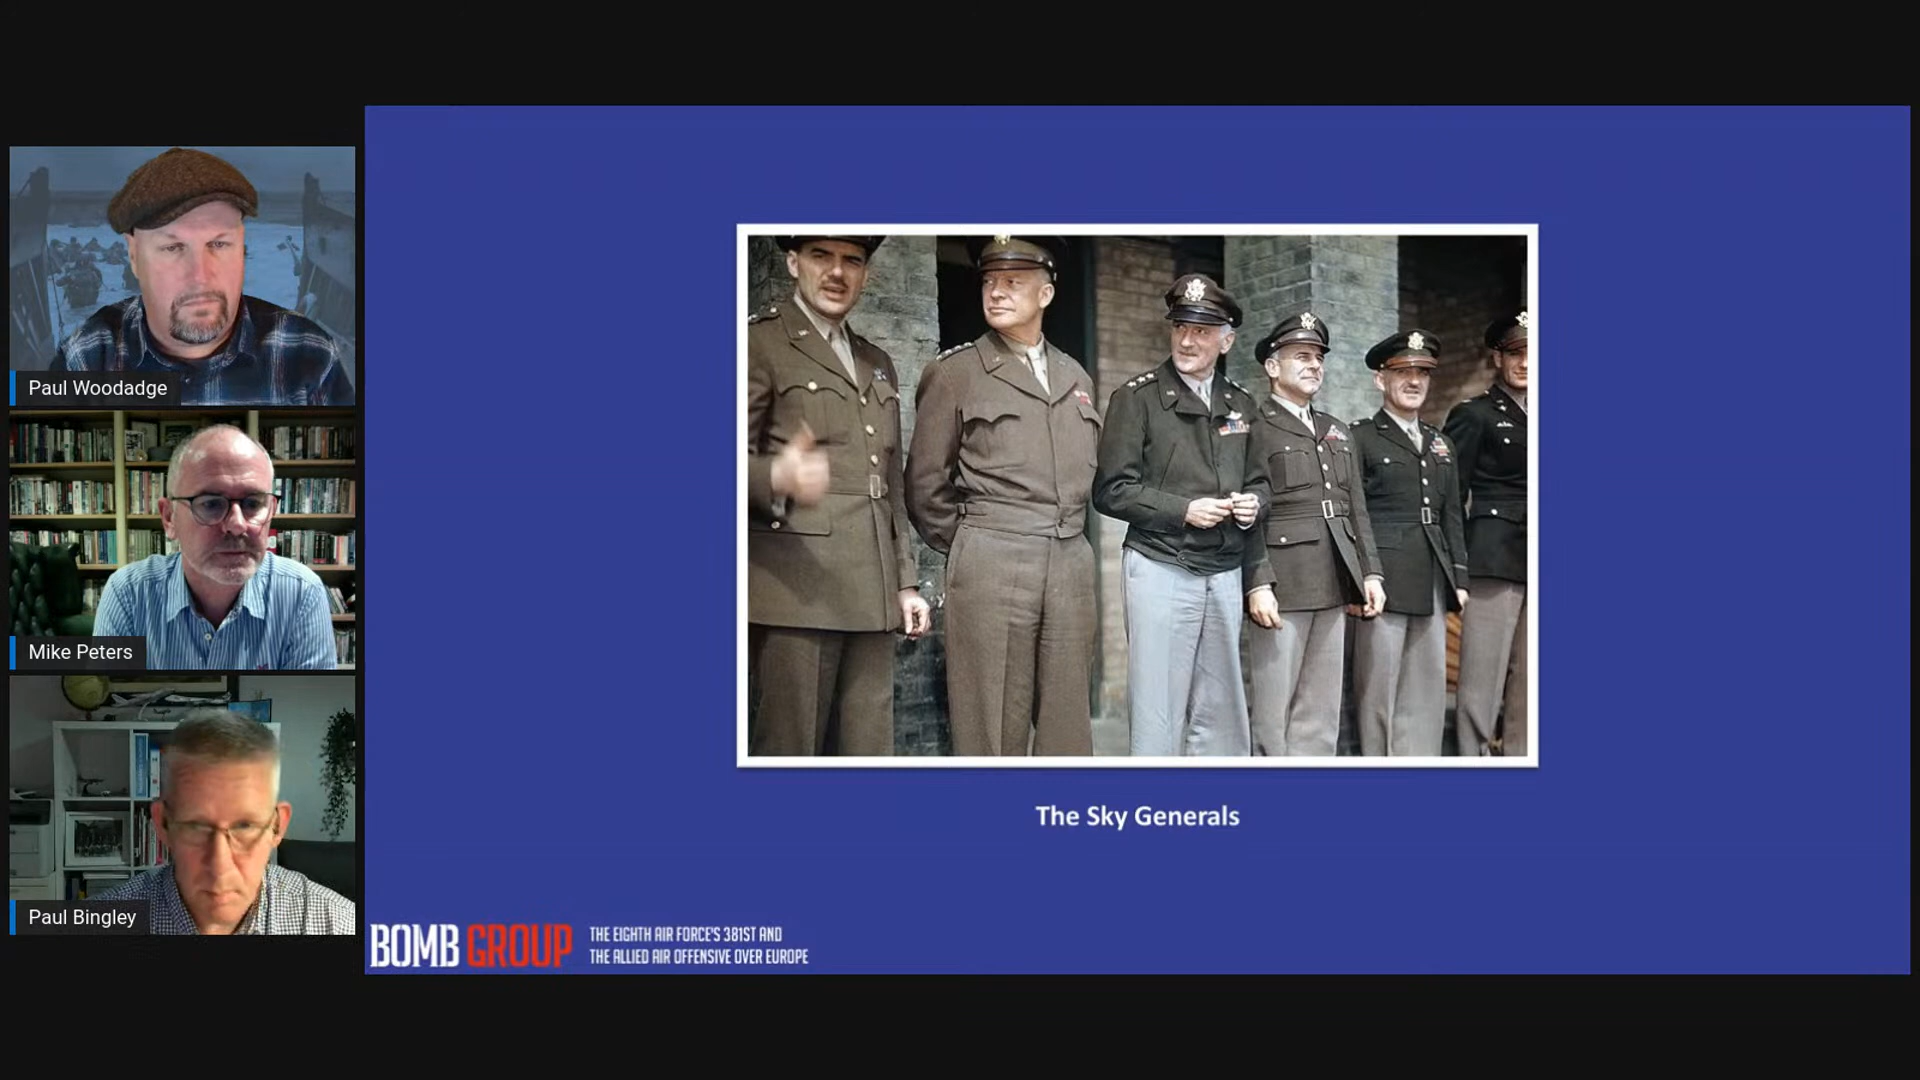 Paul Woodadge
Mike Peters
Paul Bingley
The Sky Generals
BOMB GROUP
THE EIGHTH AIR FORCE'S 381ST AND
THE ALLIED AIR OFFENSIVE OVER EUROPE